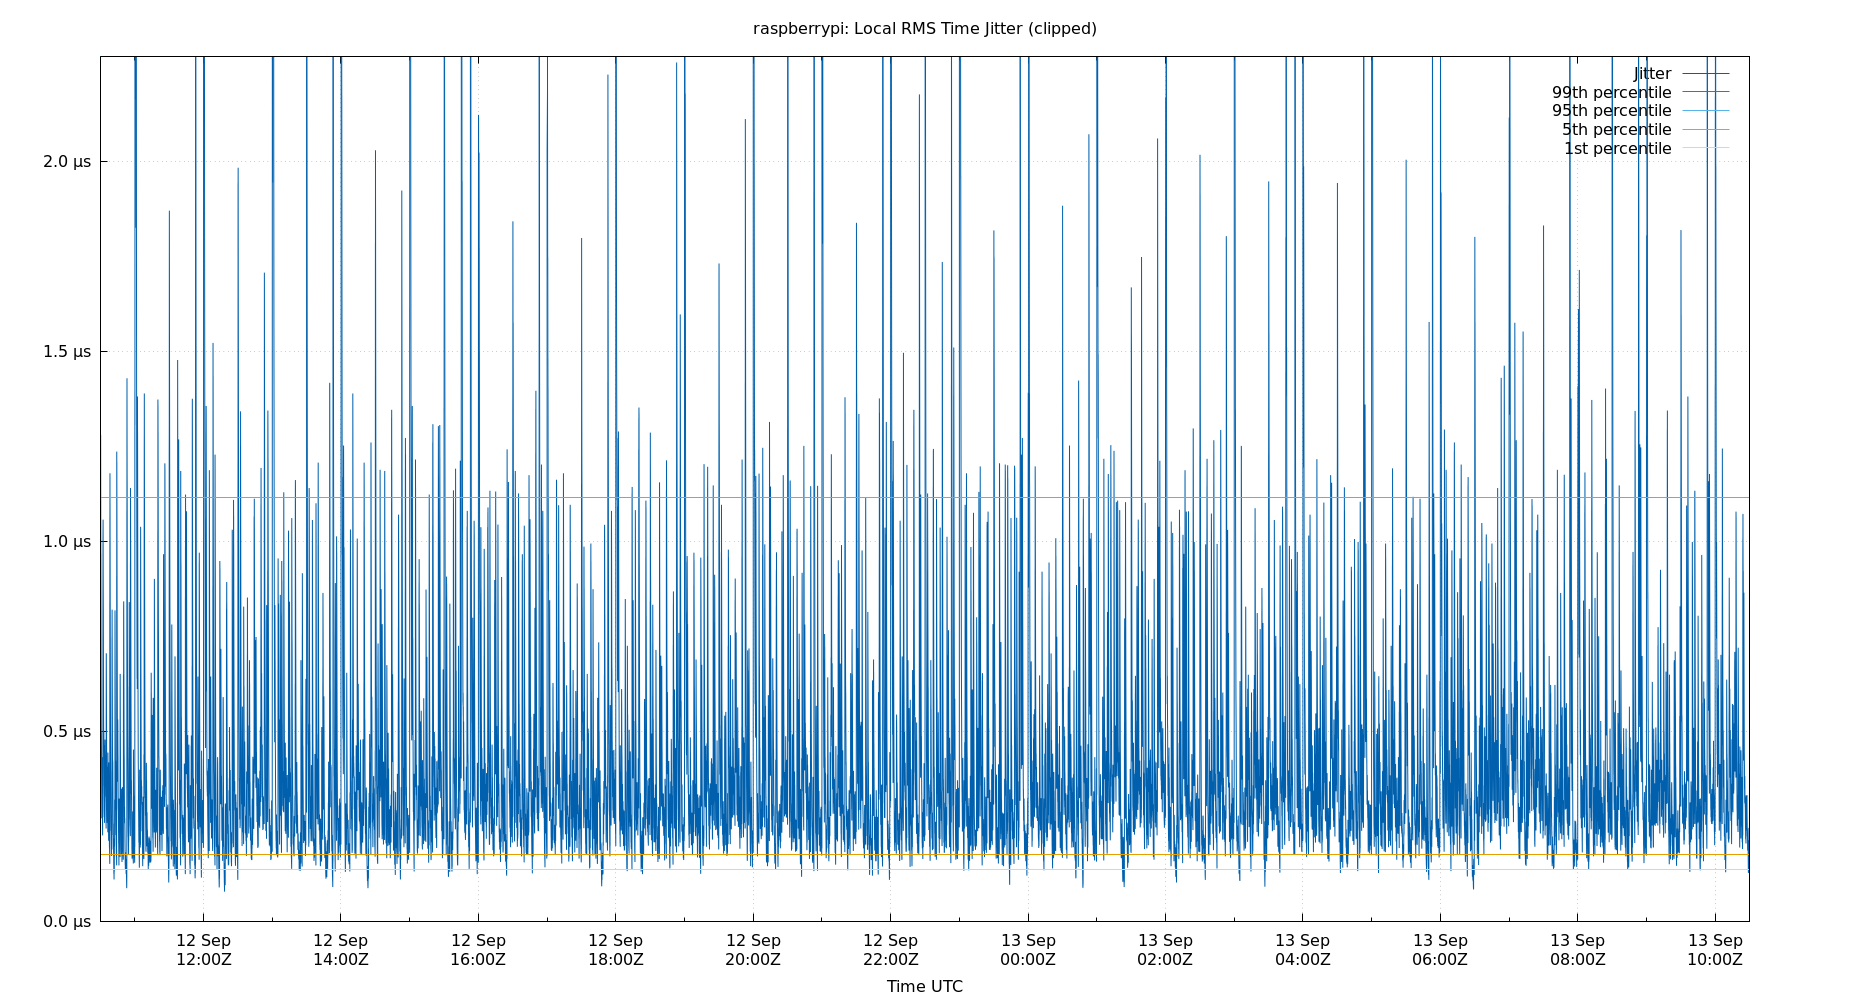 raspberrypi: Local RMS Time Jitter (clipped)
Jitter
99th percentile
95th percentile
5th percentile
1st percentile
2.0 µs
1.5 µs
1.0 µs
0.5 µs
0.0 µs
12 Sep 12 Sep 12 Sep 12 Sep 12 Sep 12 Sep 13 Sep 13 Sep 13 Sep 13 Sep 13 Sep 13 Sep
12:00Z 14:00Z 16:00Z 18:00Z 20:00Z 22:00Z 00:00Z 02:00Z 04:00Z 06:00Z 08:00Z 10:00Z
Time UTC